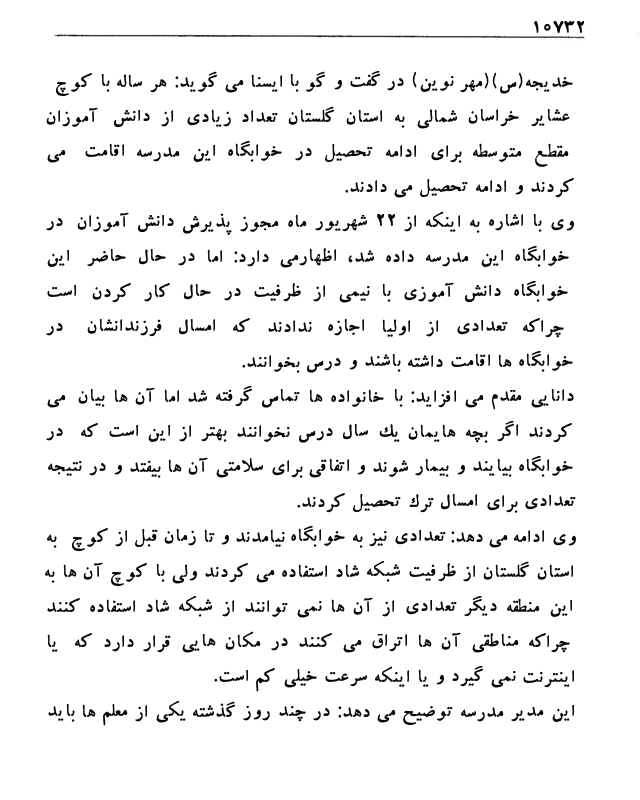 ۱۰۷۳۲
خدیجه(س)(مهر نوین) در گفت و گو با ایسنا می گوید: هر ساله با کوچ
عشایر خراسان شمالی به استان گلستان تعداد زیادی از دانش آموزان
مقطع متوسطه برای ادامه تحصیل در خوابگاه این مدرسه اقامت می
کردند و ادامه تحصیل می دادند.
وی با اشاره به اینکه از ۲۲ شهریور ماه مجوز پذیرش دانش آموزان در
خوابگاه این مدرسه داده شد، اظهارمی دارد: اما در حال حاضر این
خوابگاه دانش آموزی با نیمی از ظرفیت در حال کار کردن است
چراکه تعدادی از اولیا اجازه ندادند که امسال فرزندانشان در
خوابگاه ها اقامت داشته باشند و درس بخوانند.
دانایی مقدم می افزاید: با خانواده ها تماس گرفته شد اما آن ها بیان می
کردند اگر بچه هایمان یك سال درس نخوانند بهتر از این است که در
خوابگاه بیایند و بیمار شوند و اتفاقی برای سلامتی آن ها بیفتد و در نتیجه
تعدادی برای امسال ترك تحصیل کردند.
وی ادامه می دهد: تعدادی نیز به خوابگاه نیامدند و تا زمان قبل از کوچ به
استان گلستان از ظرفیت شبکه شاد استفاده می کردند ولی با کوچ آن ها به
این منطقه دیگر تعدادی از آن ها نمی توانند از شبکه شاد استفاده کنند
چراکه مناطقی آن ها اتراق می کنند در مکان هایی قرار دارد که یا
اینترنت نمی گیرد و یا اینکه سرعت خیلی کم است.
این مدیر مدرسه توضیح می دهد: در چند روز گذشته یکی از معلم ها باید